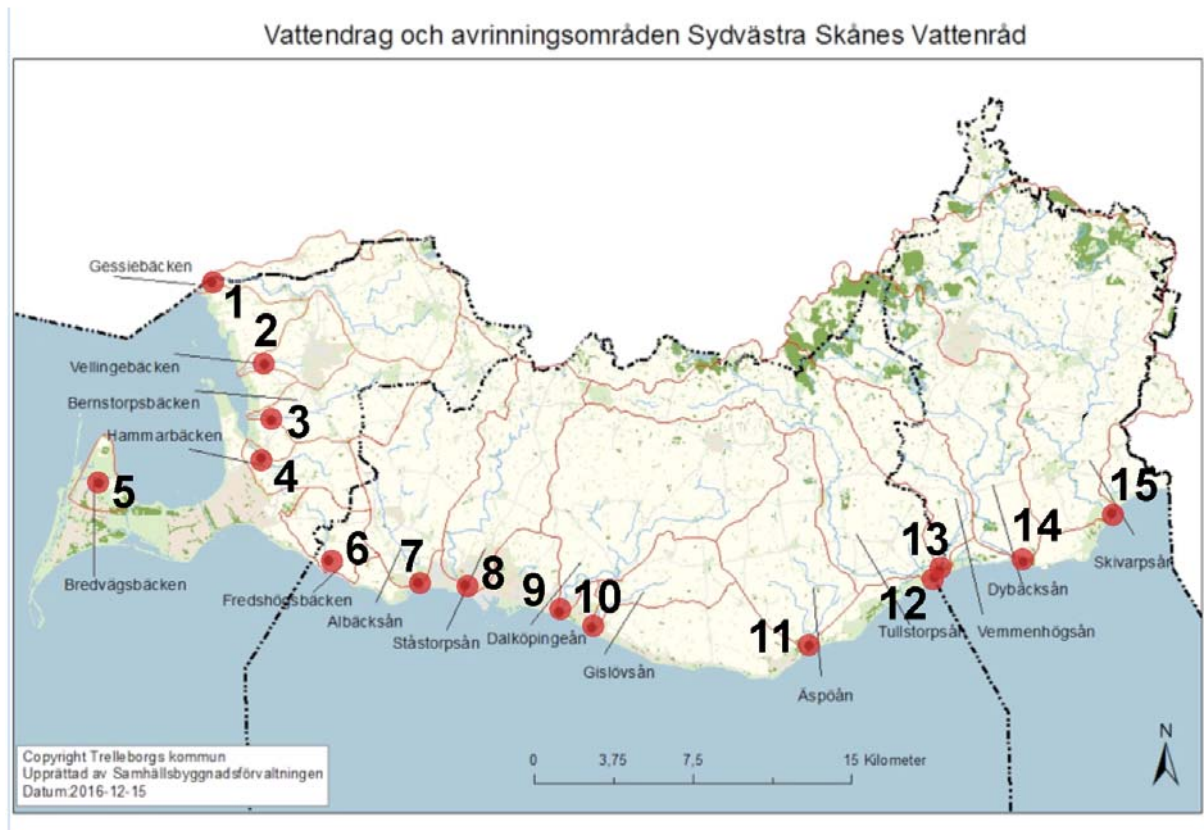 Vattendrag och avrinningsområden Sydvästra Skånes Vattenråd
Gessiebäcken
1
2
Vellingebäcken
Bernstorpsbäcken
3
Hammarbäcken
4
5
Bredvägsbäcken
6
Fredshögsbäcken
7
Albäcksån
8
Ståstorpsån
9
Dalköpingeån
10
Gislövsån
11
Äspöån
12
Tullstorpsån
13
Vemmenhögsån
14
Dybäcksån
15
Skivarpsån
Copyright Trelleborgs kommun
Upprättad av Samhällsbyggnadsförvaltningen
Datum:2016-12-15
0 3,75 7,5 15 Kilometer
N